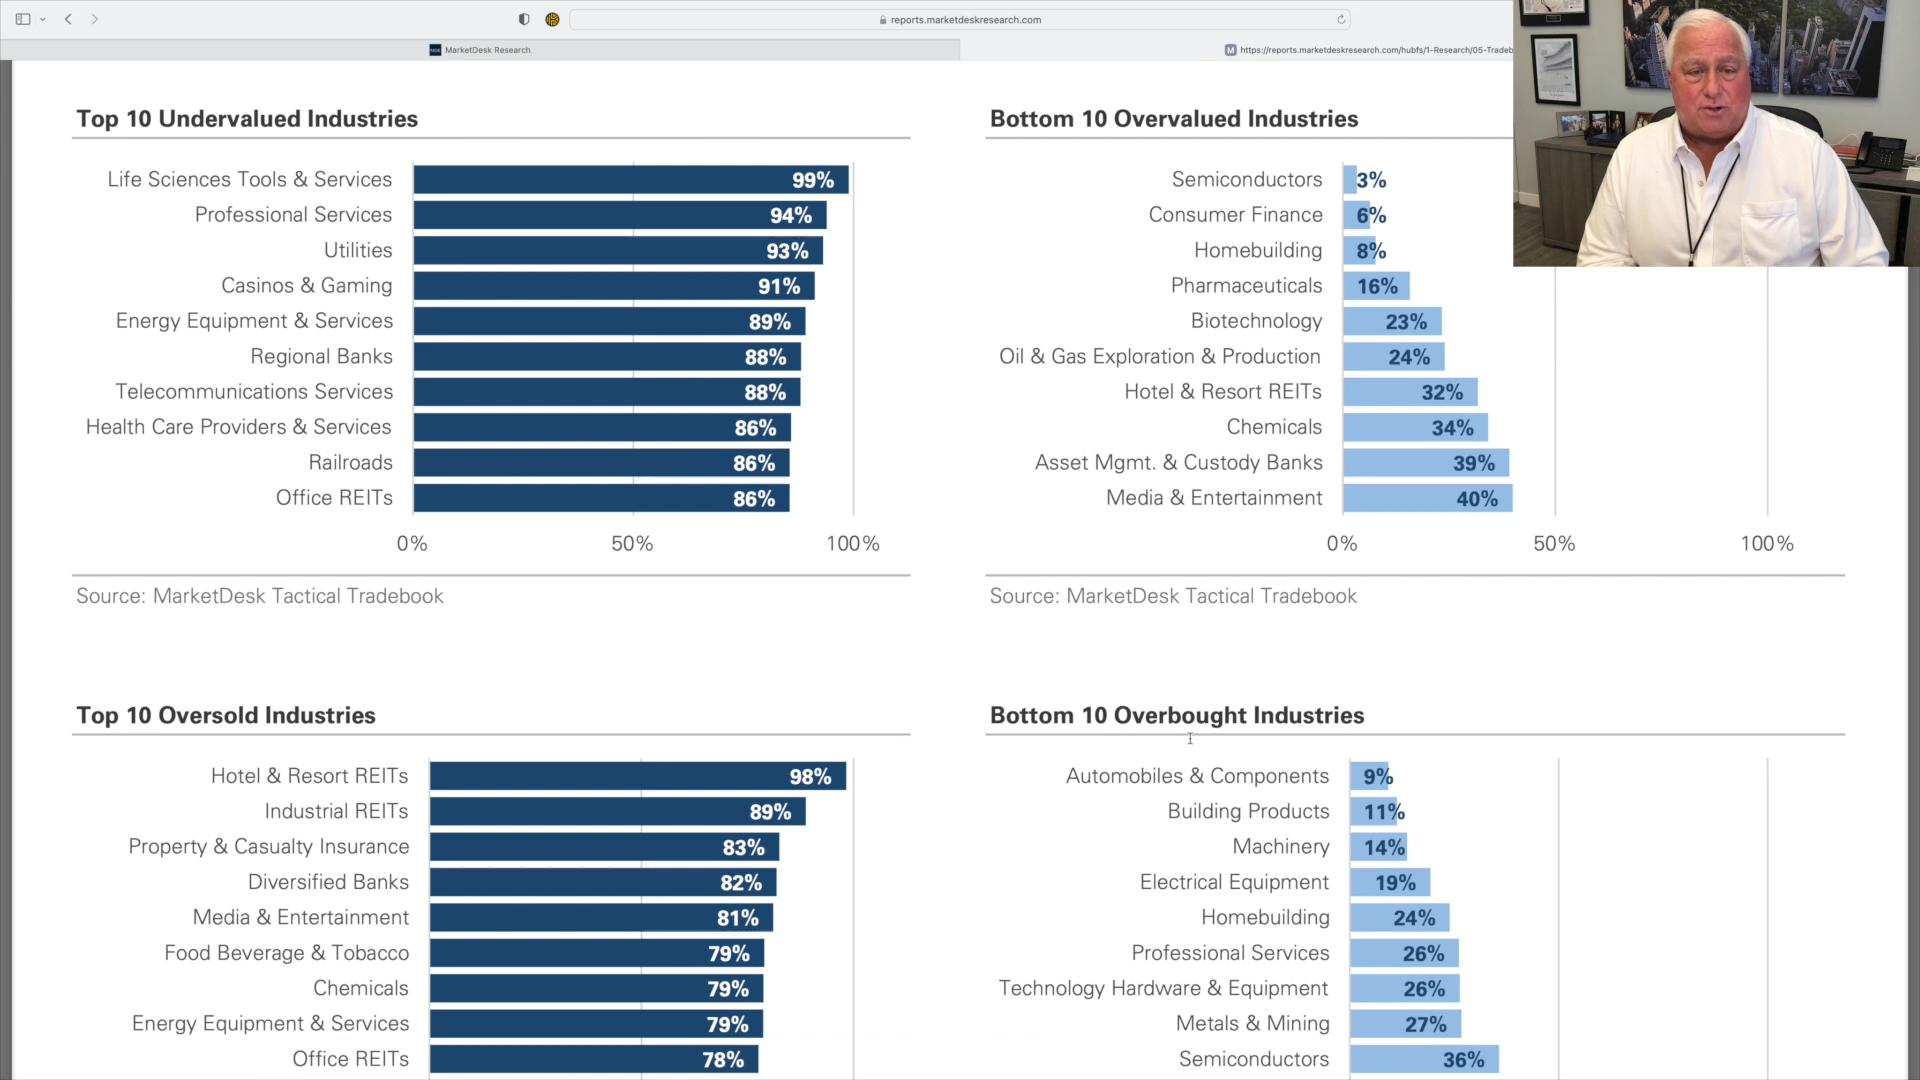 reports.marketdeskresearch.com
MarketDesk Research
https://reports.marketdeskresearch.com/hubfs/1-Research/05-Tradeb
Top 10 Undervalued Industries
Life Sciences Tools & Services 99%
Professional Services 94%
Utilities 93%
Casinos & Gaming 91%
Energy Equipment & Services 89%
Regional Banks 88%
Telecommunications Services 88%
Health Care Providers & Services 86%
Railroads 86%
Office REITs 86%
0% 50% 100%
Source: MarketDesk Tactical Tradebook
Bottom 10 Overvalued Industries
Semiconductors 3%
Consumer Finance 6%
Homebuilding 8%
Pharmaceuticals 16%
Biotechnology 23%
Oil & Gas Exploration & Production 24%
Hotel & Resort REITs 32%
Chemicals 34%
Asset Mgmt. & Custody Banks 39%
Media & Entertainment 40%
0% 50% 100%
Source: MarketDesk Tactical Tradebook
Top 10 Oversold Industries
Hotel & Resort REITs 98%
Industrial REITs 89%
Property & Casualty Insurance 83%
Diversified Banks 82%
Media & Entertainment 81%
Food Beverage & Tobacco 79%
Chemicals 79%
Energy Equipment & Services 79%
Office REITs 78%
Bottom 10 Overbought Industries
Automobiles & Components 9%
Building Products 11%
Machinery 14%
Electrical Equipment 19%
Homebuilding 24%
Professional Services 26%
Technology Hardware & Equipment 26%
Metals & Mining 27%
Semiconductors 36%